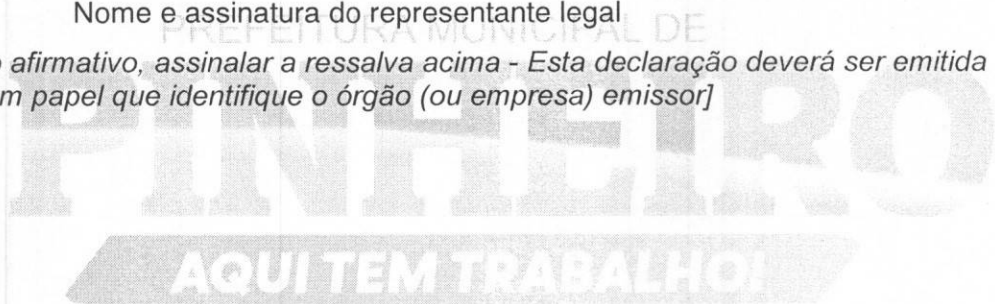 Nome e assinatura do representante legal
PREFEITURA MUNICIPAL DE
o afirmativo, assinalar a ressalva acima - Esta declaração deverá ser emitida
m papel que identifique o órgão (ou empresa) emissor]
PINHEIRO
AQUI TEM TRABALHO!